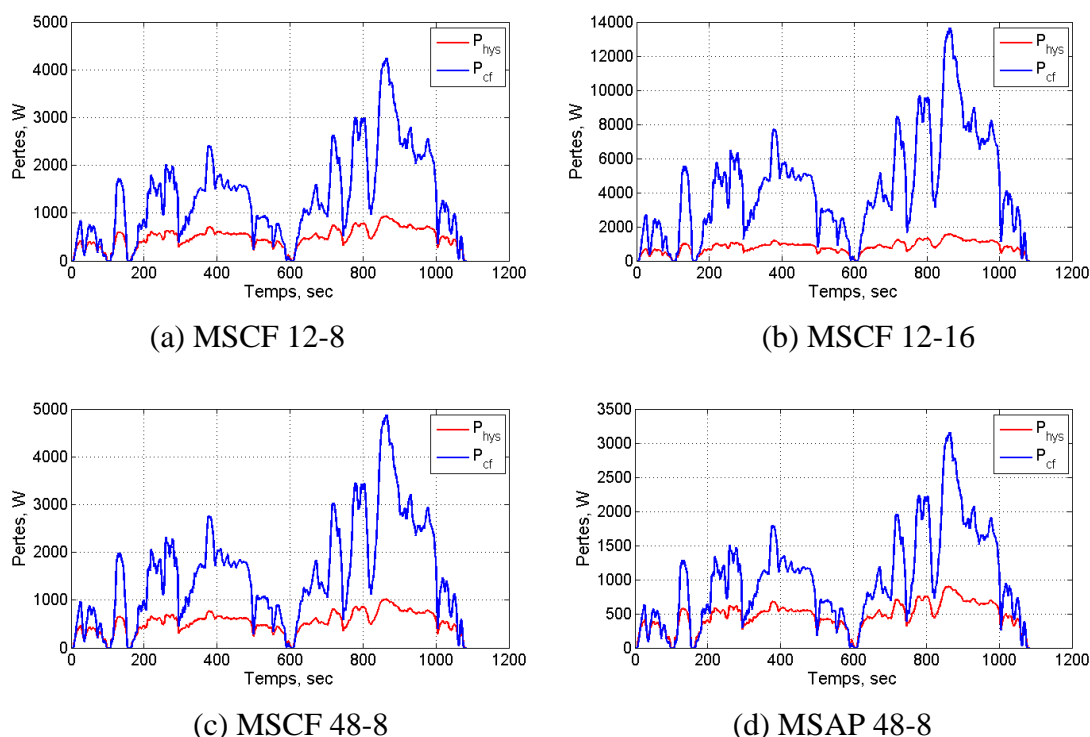 5000
4000
3000
2000
1000
0
Pertes, W
0 200 400 600 800 1000 1200
Temps, sec
P_hys
P_cf
(a) MSCF 12-8
14000
12000
10000
8000
6000
4000
2000
0
Pertes, W
0 200 400 600 800 1000 1200
Temps, sec
P_hys
P_cf
(b) MSCF 12-16
5000
4000
3000
2000
1000
0
Pertes, W
0 200 400 600 800 1000 1200
Temps, sec
P_hys
P_cf
(c) MSCF 48-8
3500
3000
2500
2000
1500
1000
500
0
Pertes, W
0 200 400 600 800 1000 1200
Temps, sec
P_hys
P_cf
(d) MSAP 48-8